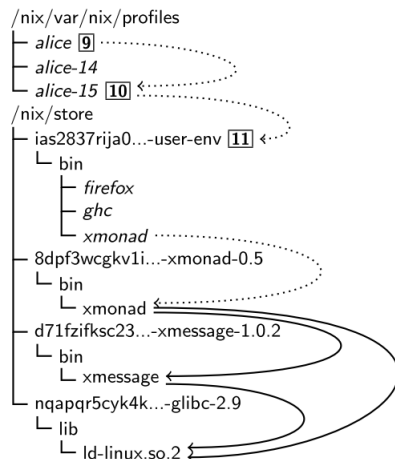 /nix/var/nix/profiles
alice 9
alice-14
alice-15 10
/nix/store
ias2837rija0...-user-env 11
bin
firefox
ghc
xmonad
8dpf3wcgkv1i...-xmonad-0.5
bin
xmonad
d71fzifksc23...-xmessage-1.0.2
bin
xmessage
nqapqr5cyk4k...-glibc-2.9
lib
ld-linux.so.2